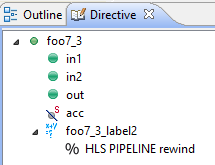 Outline Directive
foo7_3
in1
in2
out
acc
foo7_3_label2
% HLS PIPELINE rewind